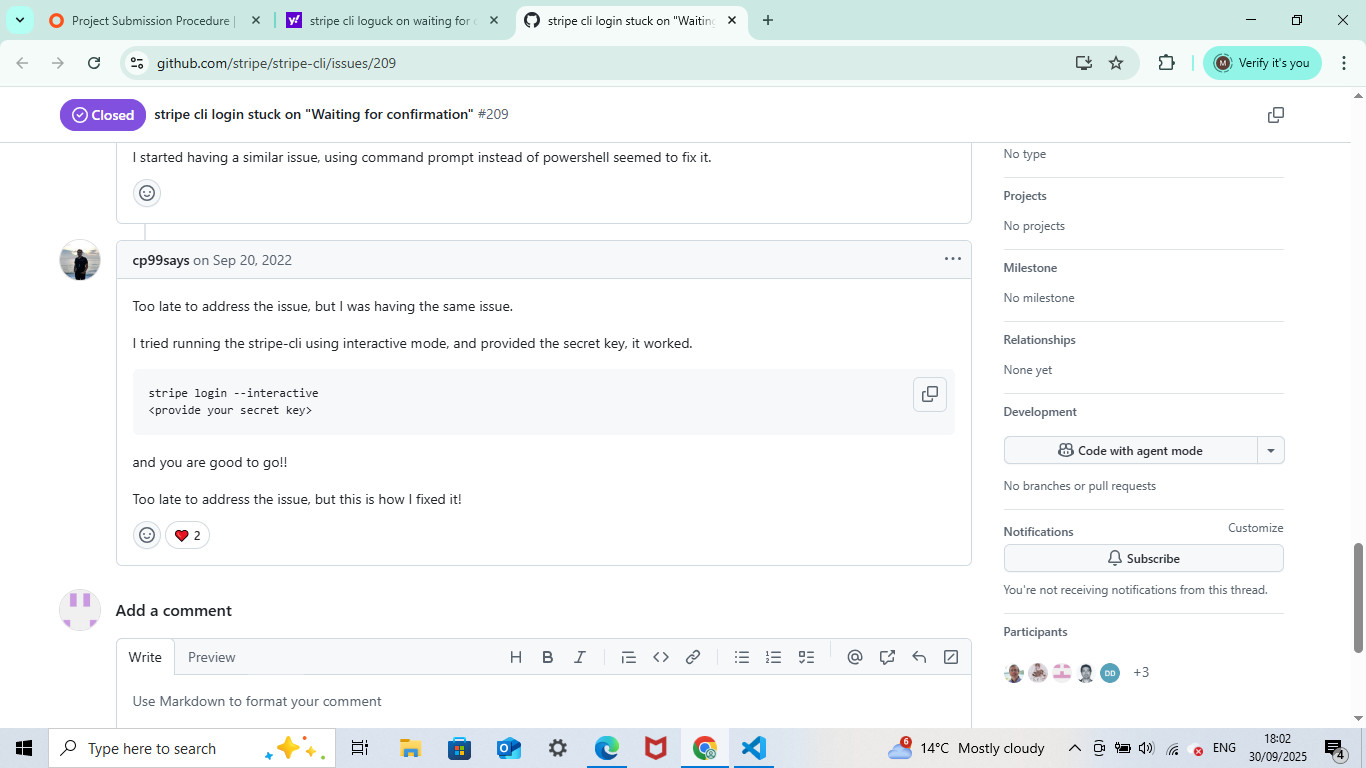 Project Submission Procedure |
stripe cli loguck on waiting for c
stripe cli login stuck on "Waiting
github.com/stripe/stripe-cli/issues/209
M
Verify it's you
Closed
stripe cli login stuck on "Waiting for confirmation" #209
I started having a similar issue, using command prompt instead of powershell seemed to fix it.
cp99says on Sep 20, 2022
Too late to address the issue, but I was having the same issue.
I tried running the stripe-cli using interactive mode, and provided the secret key, it worked.
stripe login --interactive
<provide your secret key>
and you are good to go!!
Too late to address the issue, but this is how I fixed it!
2
Add a comment
Write
Preview
Use Markdown to format your comment
No type
Projects
No projects
Milestone
No milestone
Relationships
None yet
Development
Code with agent mode
No branches or pull requests
Notifications
Customize
Subscribe
You're not receiving notifications from this thread.
Participants
DD
+3
Type here to search
6
14°C Mostly cloudy
ENG
18:02
30/09/2025
4